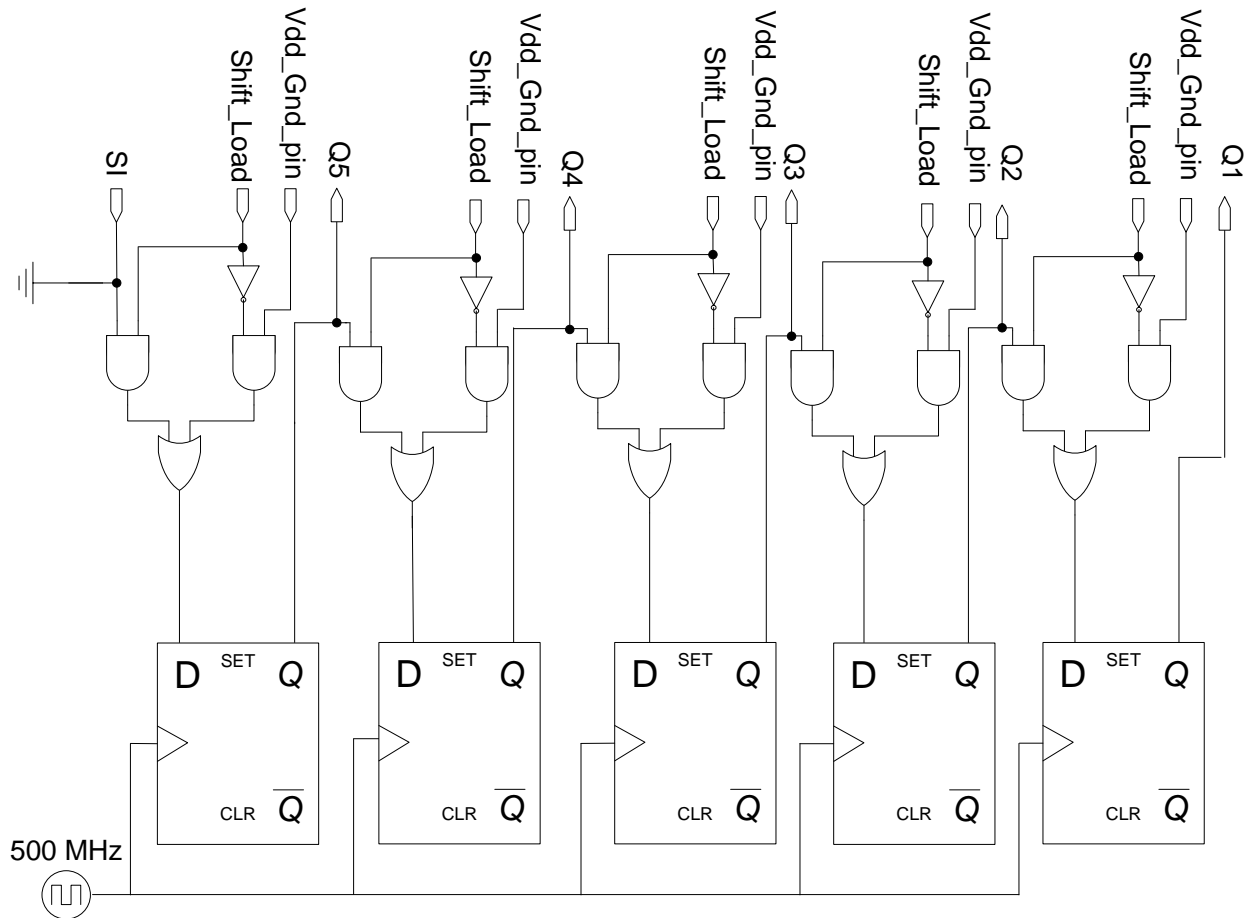 SI
Shift_Load
Vdd_Gnd_pin
Q5
Shift_Load
Vdd_Gnd_pin
Q4
Shift_Load
Vdd_Gnd_pin
Q3
Shift_Load
Vdd_Gnd_pin
Q2
Shift_Load
Vdd_Gnd_pin
Q1
D SET Q
CLR Q
D SET Q
CLR Q
D SET Q
CLR Q
D SET Q
CLR Q
D SET Q
CLR Q
500 MHz